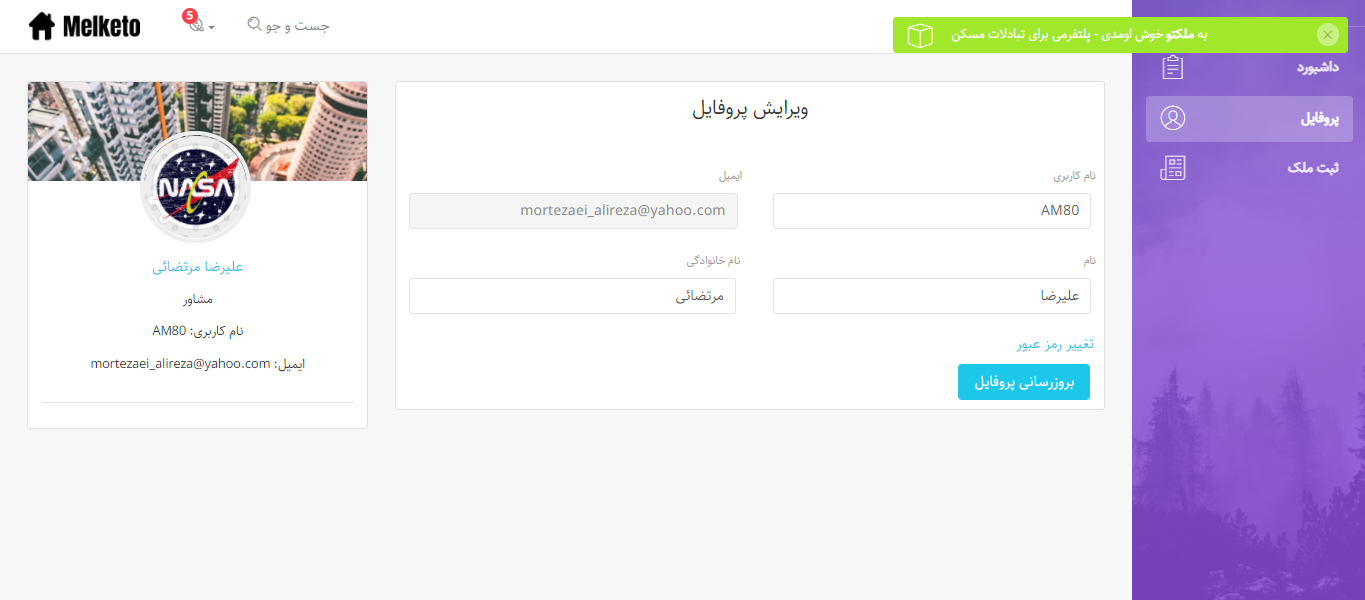 Melketo
5
جست و جو
به ملکتو خوش اومدی - پلتفرمی برای تبادلات مسکن
داشبورد
پروفایل
ثبت ملک
ویرایش پروفایل
نام کاربری
ایمیل
AM80
mortezaei_alireza@yahoo.com
نام
نام خانوادگی
علیرضا
مرتضائی
تغییر رمز عبور
بروزرسانی پروفایل
NASA
علیرضا مرتضائی
مشاور
نام کاربری: AM80
ایمیل: mortezaei_alireza@yahoo.com